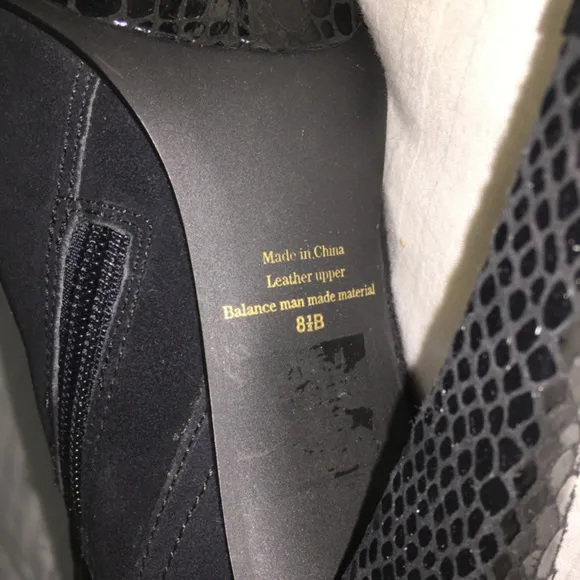 Made in China
Leather upper
Balance man made material
8½B